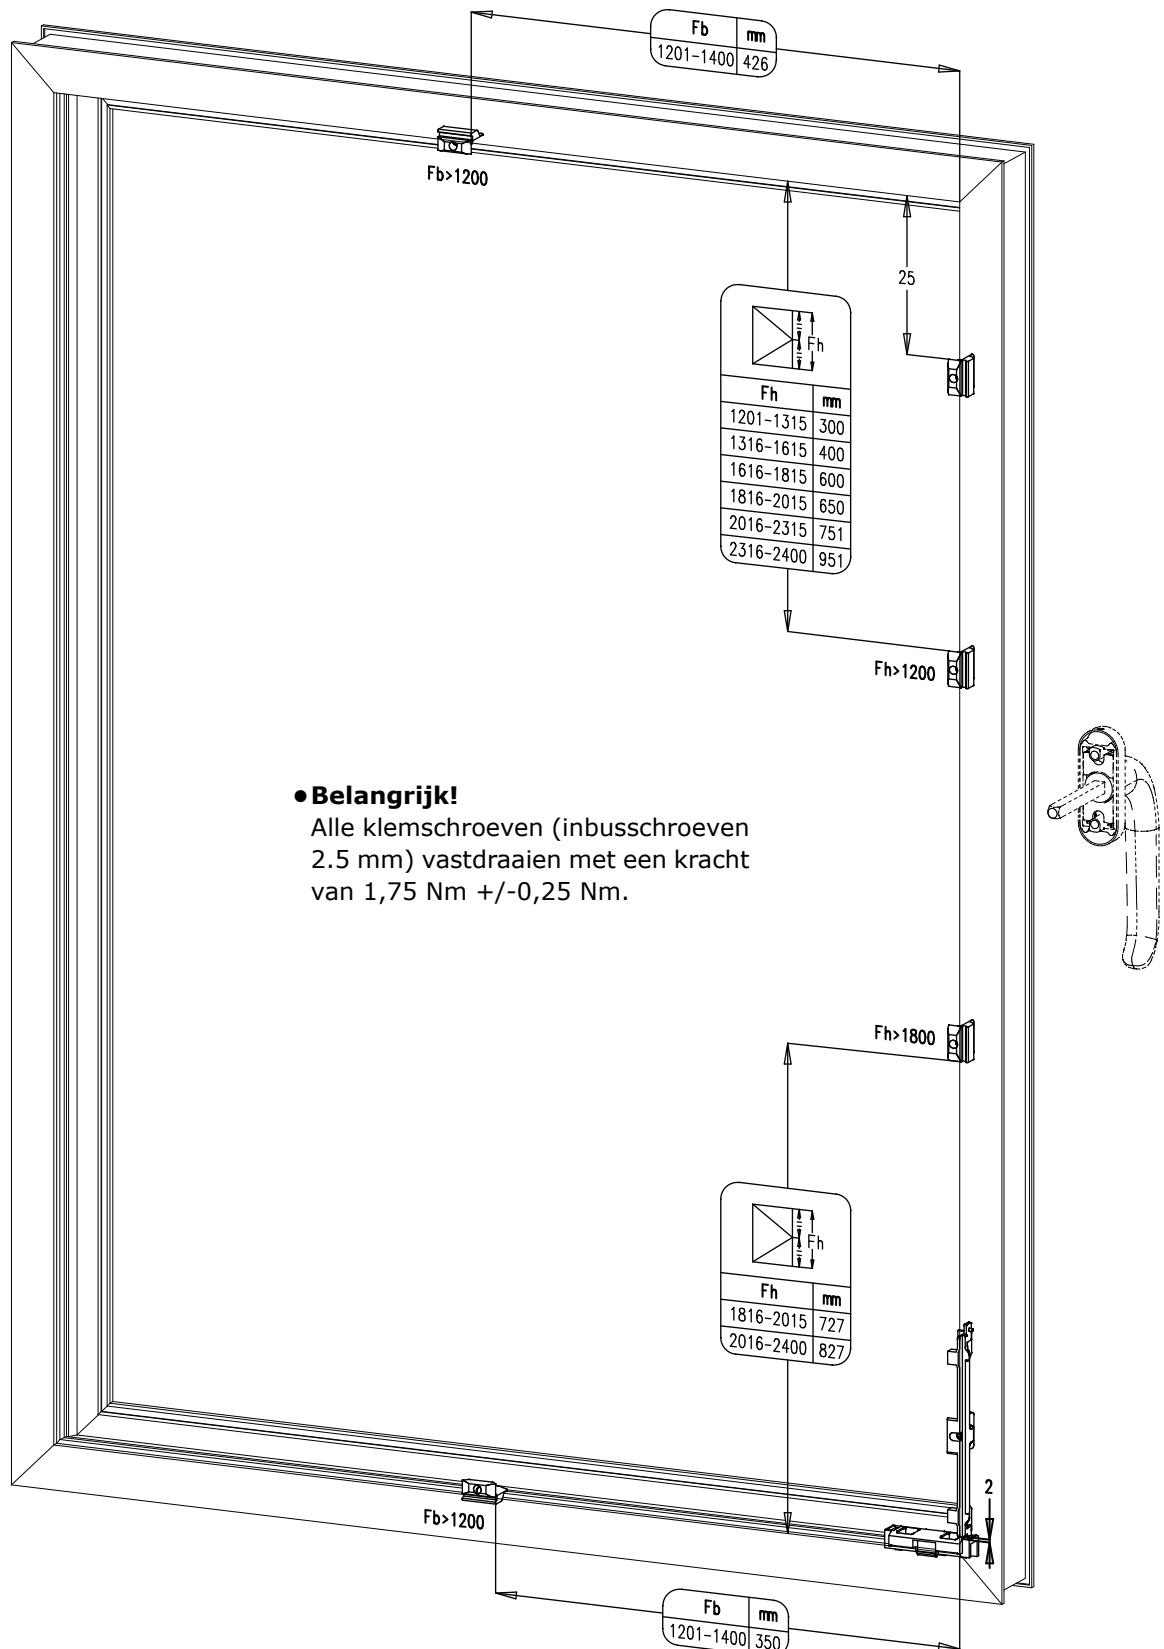 Fb mm
1201-1400 426
Fb>1200
25
Fh
Fh mm
1201-1315 300
1316-1615 400
1616-1815 600
1816-2015 650
2016-2315 751
2316-2400 951
Fh>1200
•Belangrijk!
Alle klemschroeven (inbusschroeven
2.5 mm) vastdraaien met een kracht
van 1,75 Nm +/-0,25 Nm.
Fh>1800
Fh
Fh mm
1816-2015 727
2016-2400 827
2
Fb>1200
Fb mm
1201-1400 350